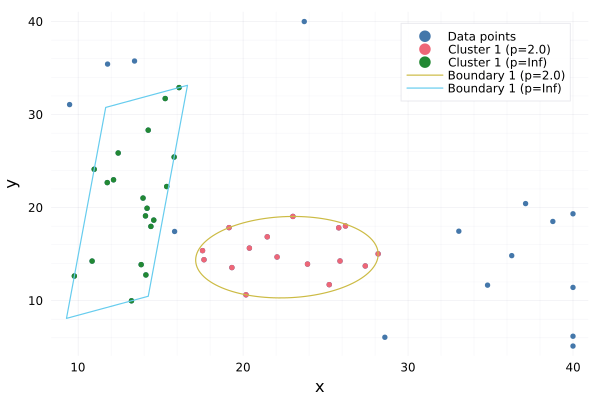 40
30
20
10
y
10
20
30
40
x
Data points
Cluster 1 (p=2.0)
Cluster 1 (p=Inf)
Boundary 1 (p=2.0)
Boundary 1 (p=Inf)